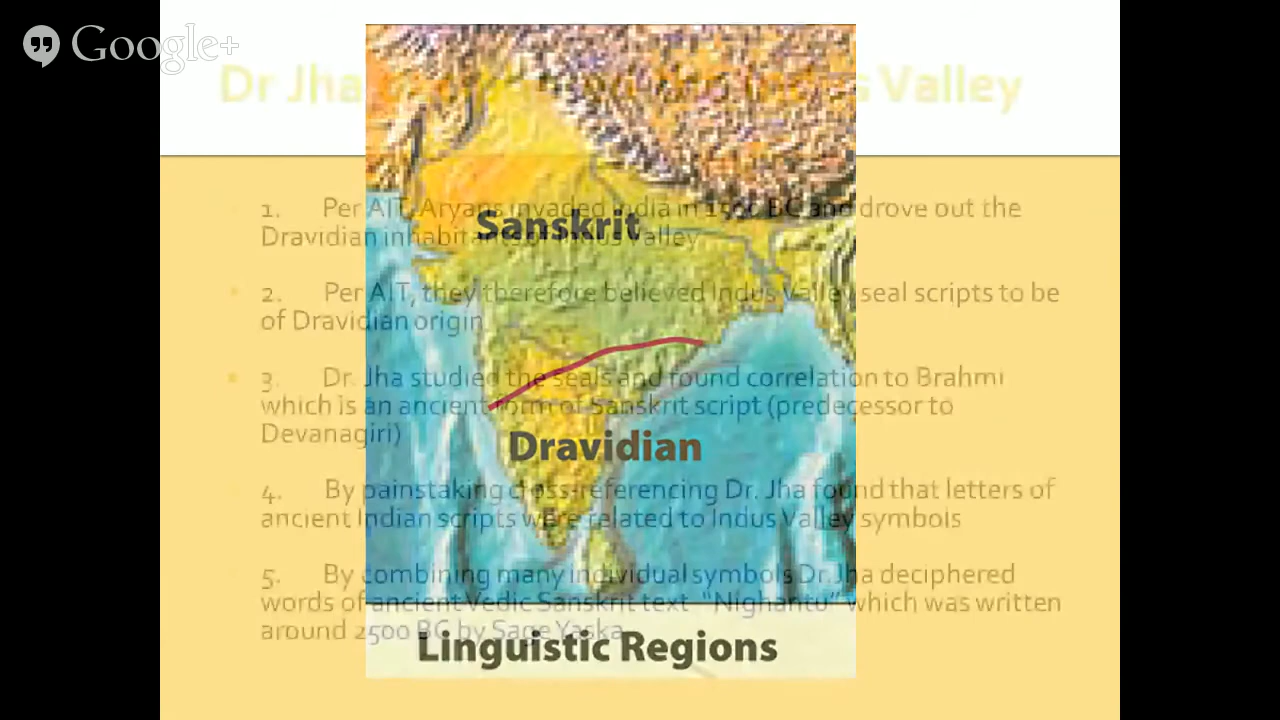 Google+
Dr Jha Valley
1. Per AIT, Aryans invaded India in 1500 BC and drove out the
Dravidian inhabitants of Indus Valley
Sanskrit
2. Per AIT, they therefore believed Indus Valley seal scripts to be
of Dravidian origin
3. Dr. Jha studied the seals and found correlation to Brahmi
which is an ancient form of Sanskrit script (predecessor to
Devanagiri)
Dravidian
4. By painstaking cross-referencing Dr. Jha found that letters of
ancient Indian scripts were related to Indus Valley symbols
5. By combining many individual symbols Dr. Jha deciphered
words of ancient Vedic Sanskrit text "Nighantu" which was written
around 2500 BC by Sage Yaska
Linguistic Regions